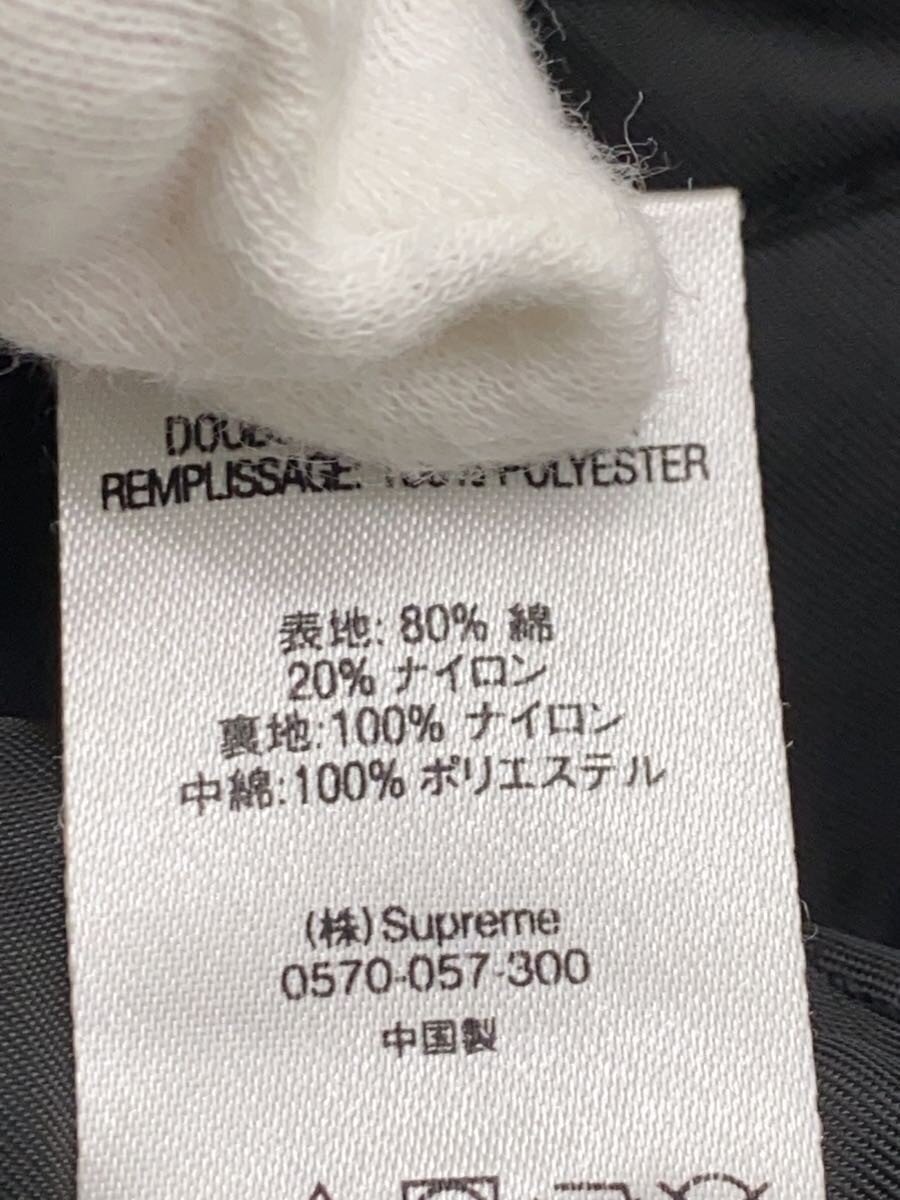 REMPLISSAGE: 100% POLYESTER
表地: 80% 綿
20% ナイロン
裏地:100% ナイロン
中綿:100% ポリエステル
(株) Supreme
0570-057-300
中国製